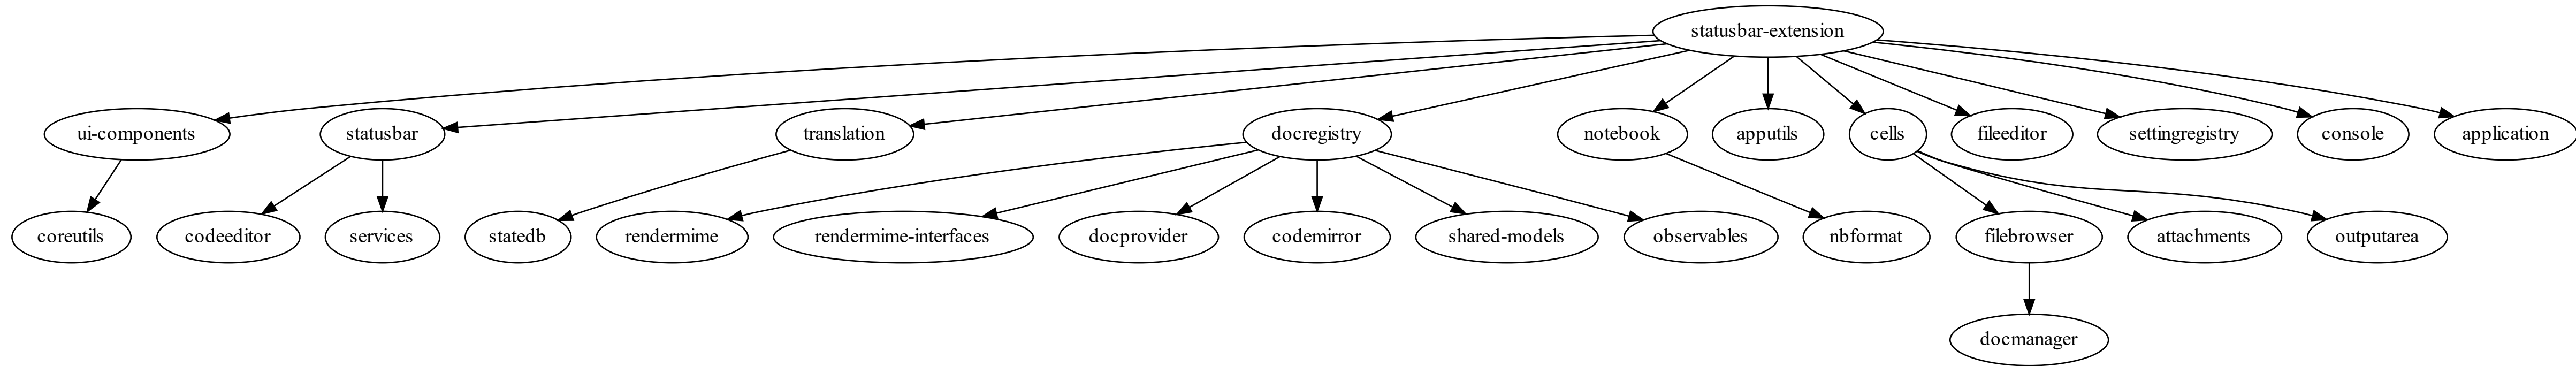 statusbar-extension
ui-components
statusbar
translation
docregistry
notebook
apputils
cells
fileeditor
settingregistry
console
application
coreutils
codeeditor
services
statedb
rendermime
rendermime-interfaces
docprovider
codemirror
shared-models
observables
nbformat
filebrowser
attachments
outputarea
docmanager